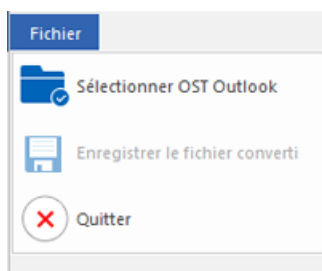 Fichier
Sélectionner OST Outlook
Enregistrer le fichier converti
Quitter